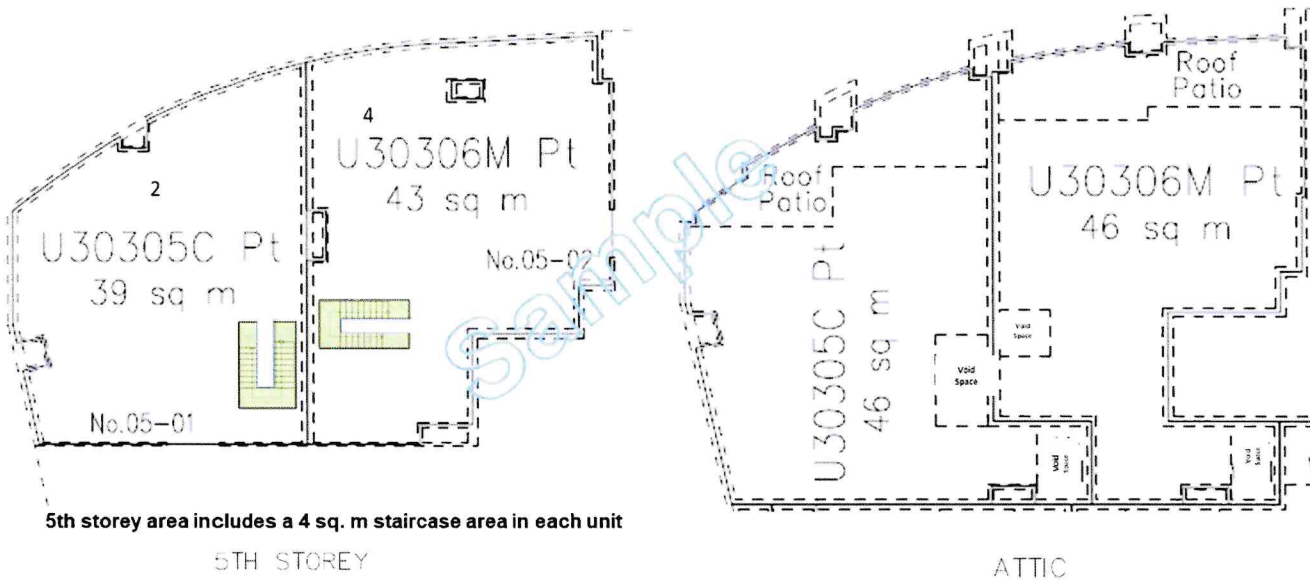 4
U30306M Pt
43 sq m
No.05-02
2
U30305C Pt
39 sq m
No.05-01
5th storey area includes a 4 sq. m staircase area in each unit
5TH STOREY
Sample
Roof
Patio
U30306M Pt
46 sq m
Roof
Patio
U30305C Pt
46 sq m
Void
Space
Void
Space
Void
Space
Void
ATTIC